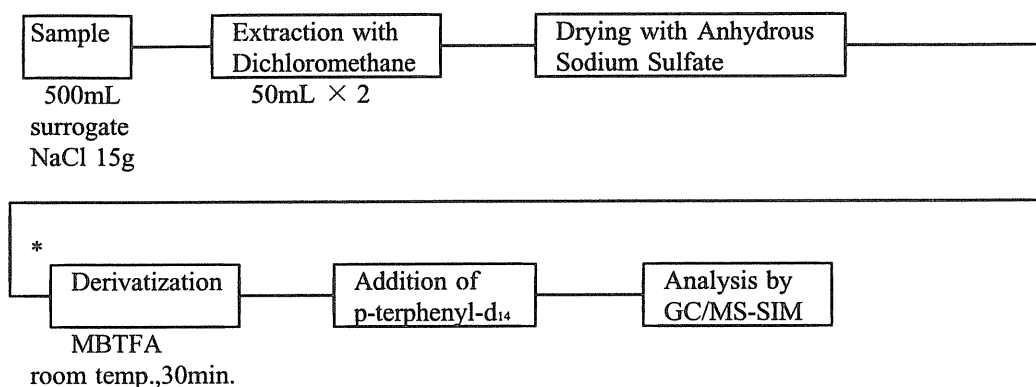 Sample
500mL
surrogate
NaCl 15g
Extraction with
Dichloromethane
50mL × 2
Drying with Anhydrous
Sodium Sulfate
*
Derivatization
MBTFA
room temp.,30min.
Addition of
p-terphenyl-d₁₄
Analysis by
GC/MS-SIM